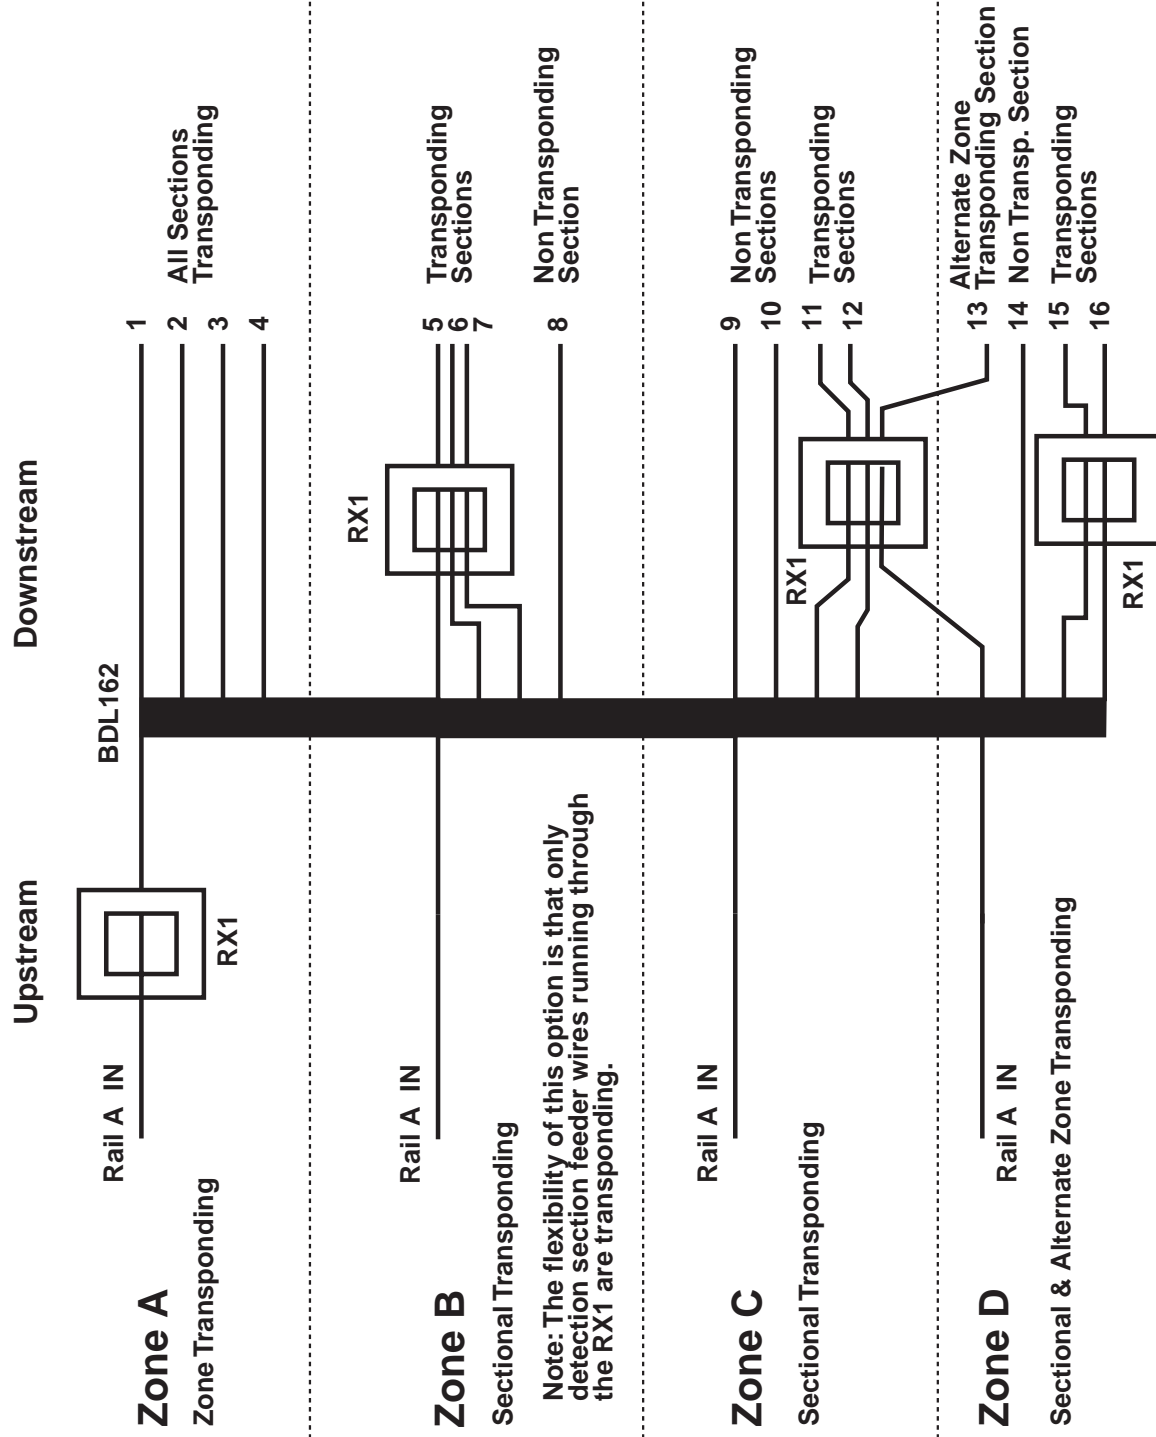 Upstream
Downstream
BDL162
Zone A
Zone Transponding
Rail A IN
RX1
1
2
3
4
All Sections
Transponding
Zone B
Sectional Transponding
Note: The flexibility of this option is that only
detection section feeder wires running through
the RX1 are transponding.
Rail A IN
RX1
5
6
7
8
Transponding
Sections
Non Transponding
Section
Zone C
Sectional Transponding
Rail A IN
RX1
9
10
11
12
Non Transponding
Sections
Transponding
Sections
Zone D
Sectional & Alternate Zone Transponding
Rail A IN
RX1
13
14
15
16
Alternate Zone
Transponding Section
Non Transp. Section
Transponding
Sections